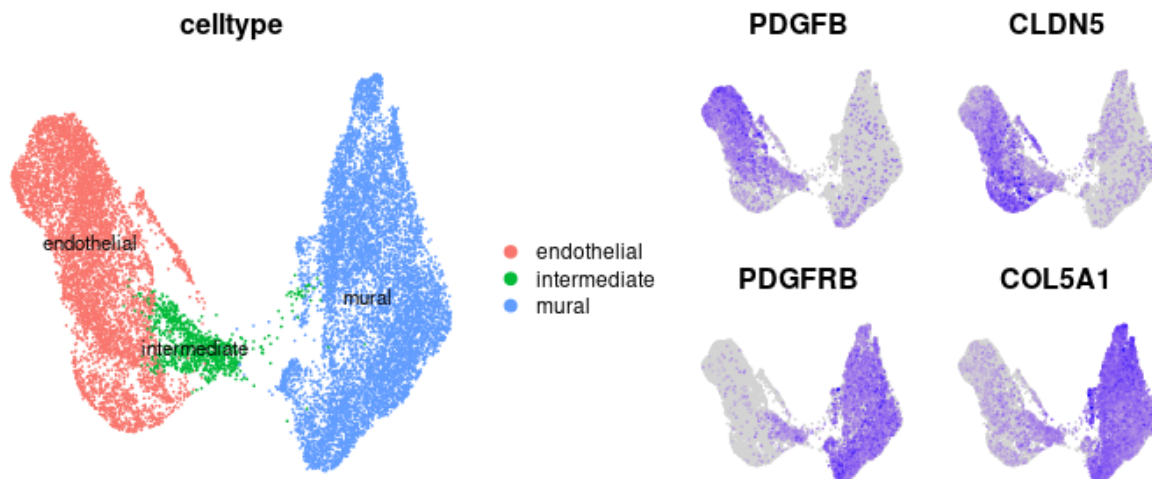 celltype
endothelial
intermediate
mural
endothelial
intermediate
mural
PDGFB
CLDN5
PDGFRB
COL5A1